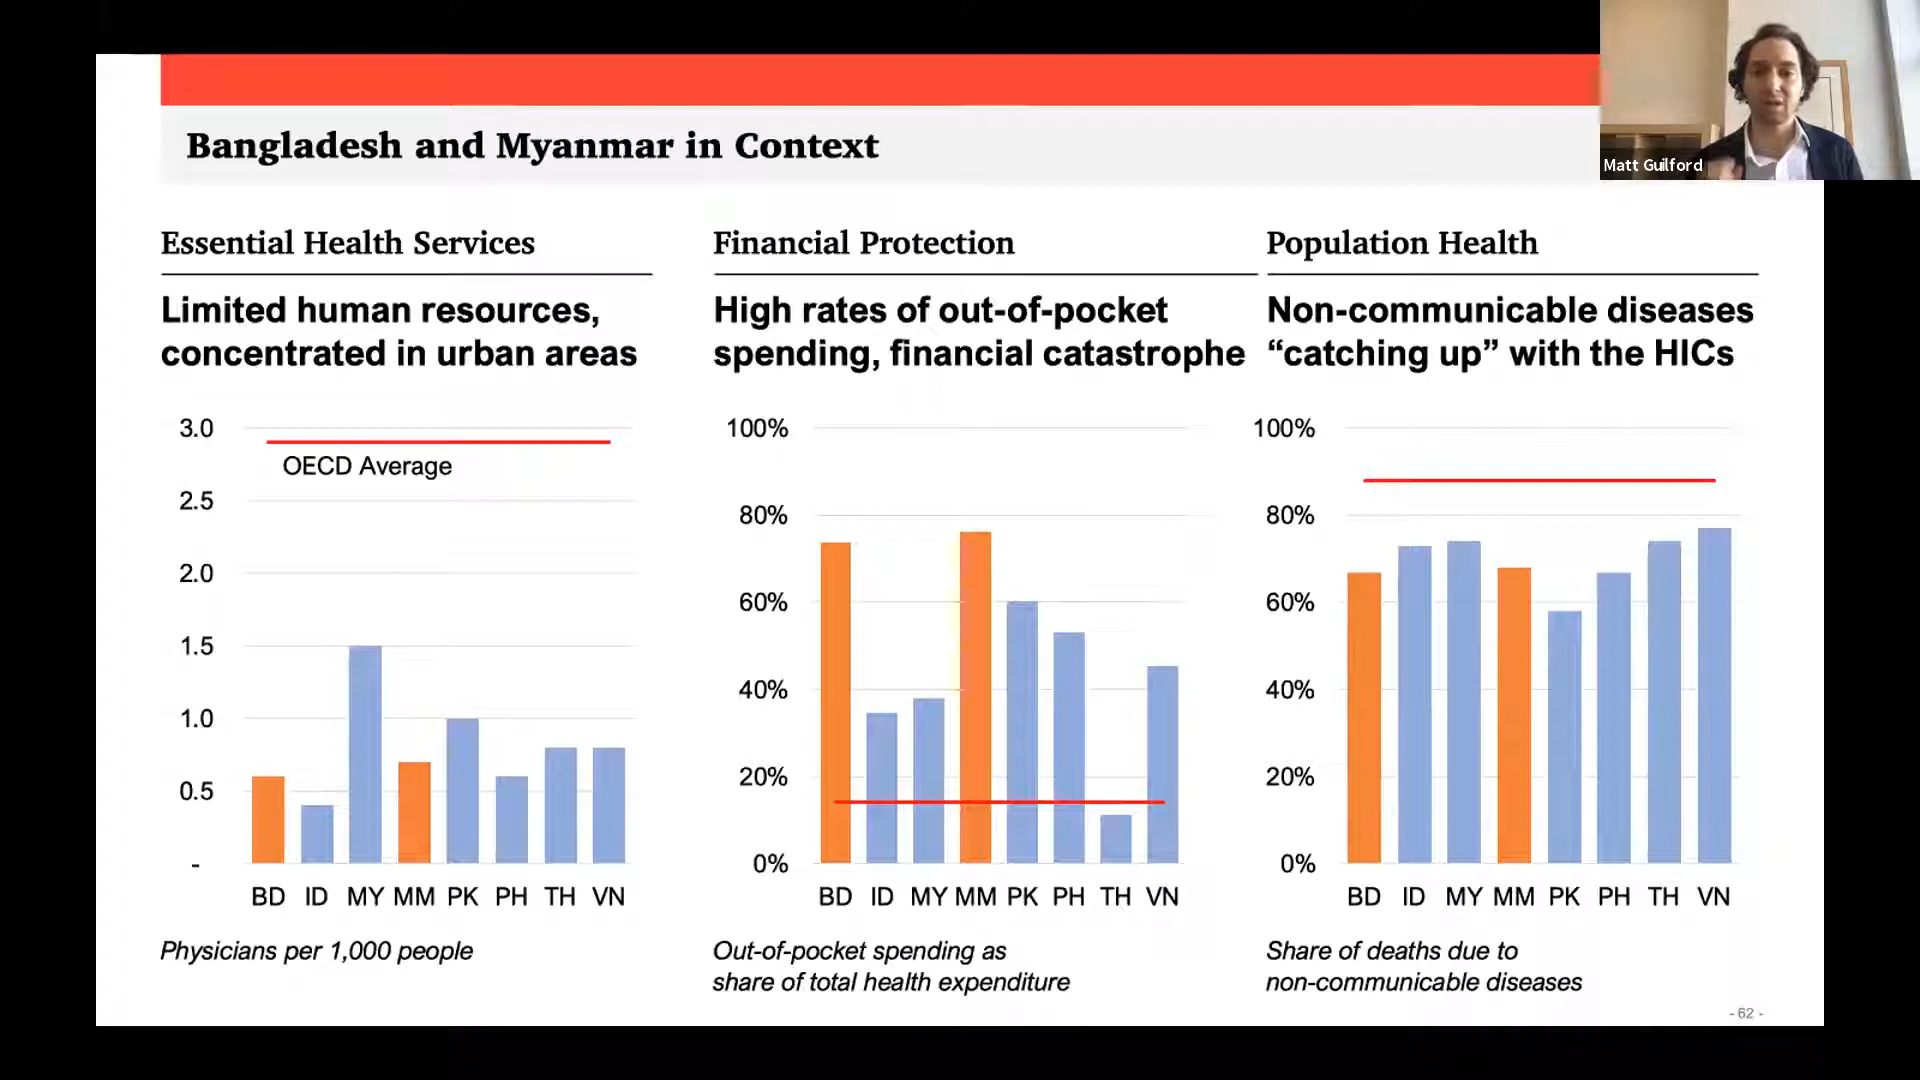 Matt Guilford
Bangladesh and Myanmar in Context
Essential Health Services
Limited human resources,
concentrated in urban areas
3.0
OECD Average
2.5
2.0
1.5
1.0
0.5
-
BD ID MY MM PK PH TH VN
Physicians per 1,000 people
Financial Protection
High rates of out-of-pocket
spending, financial catastrophe
100%
80%
60%
40%
20%
0%
BD ID MY MM PK PH TH VN
Out-of-pocket spending as
share of total health expenditure
Population Health
Non-communicable diseases
“catching up” with the HICs
100%
80%
60%
40%
20%
0%
BD ID MY MM PK PH TH VN
Share of deaths due to
non-communicable diseases
- 62 -